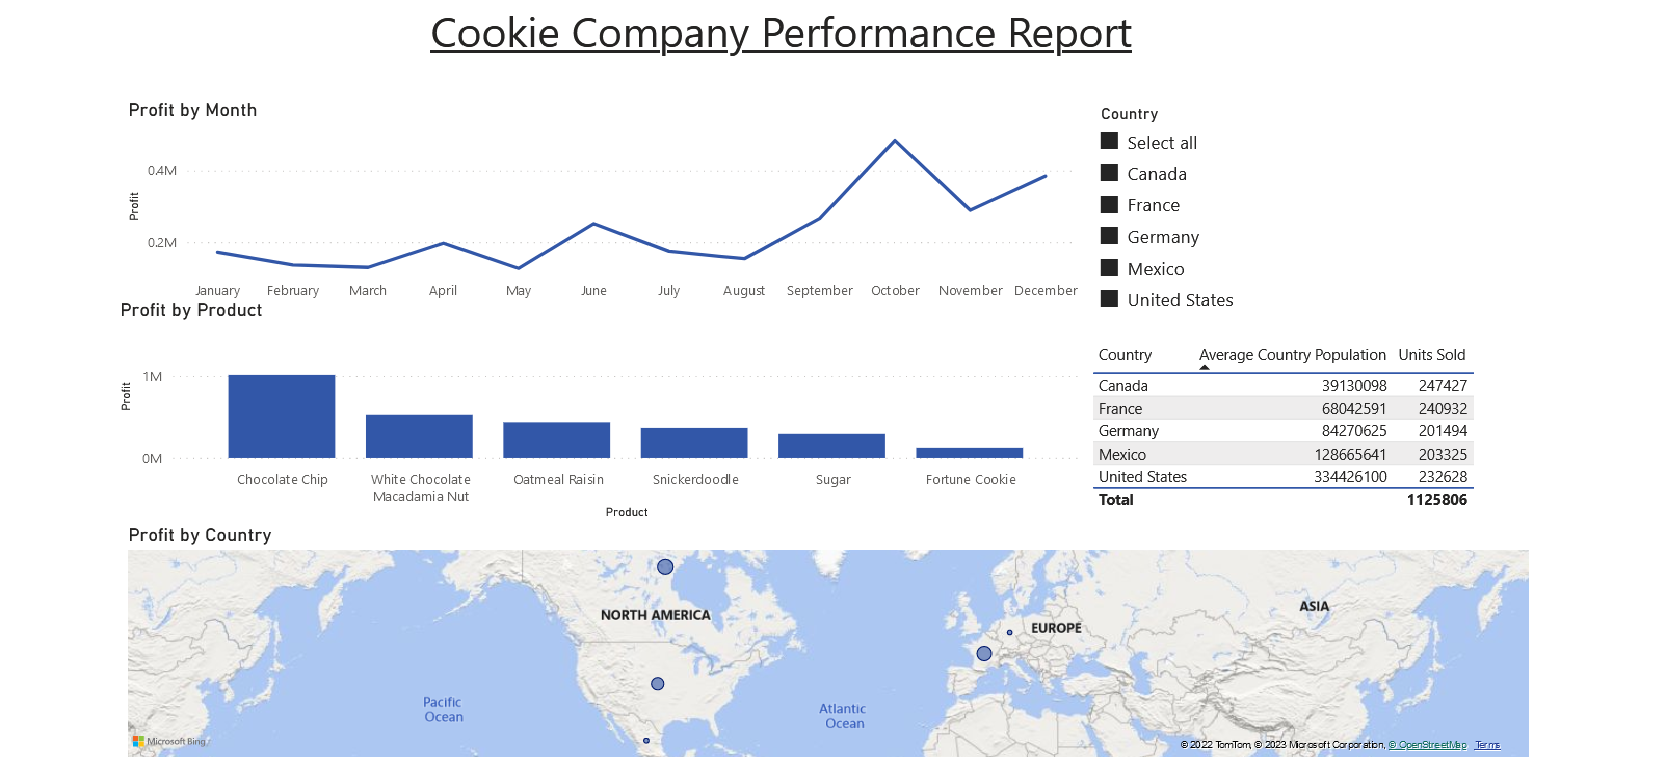 Cookie Company Performance Report
Profit by Month
Profit
0.4M
0.2M
January February March April May June July August September October November December
Country
Select all
Canada
France
Germany
Mexico
United States
Profit by Product
Profit
1M
0M
Chocolate Chip White Chocolate Macadamia Nut Oatmeal Raisin Snickerdoodle Sugar Fortune Cookie
Product
Country Average Country Population Units Sold
Canada 39130098 247427
France 68042591 240932
Germany 84270625 201494
Mexico 128665641 203325
United States 334426100 232628
Total 1125806
Profit by Country
NORTH AMERICA
EUROPE
ASIA
Pacific
Ocean
Atlantic
Ocean
Microsoft Bing
© 2022 TomTom, © 2023 Microsoft Corporation, © OpenStreetMap Terms